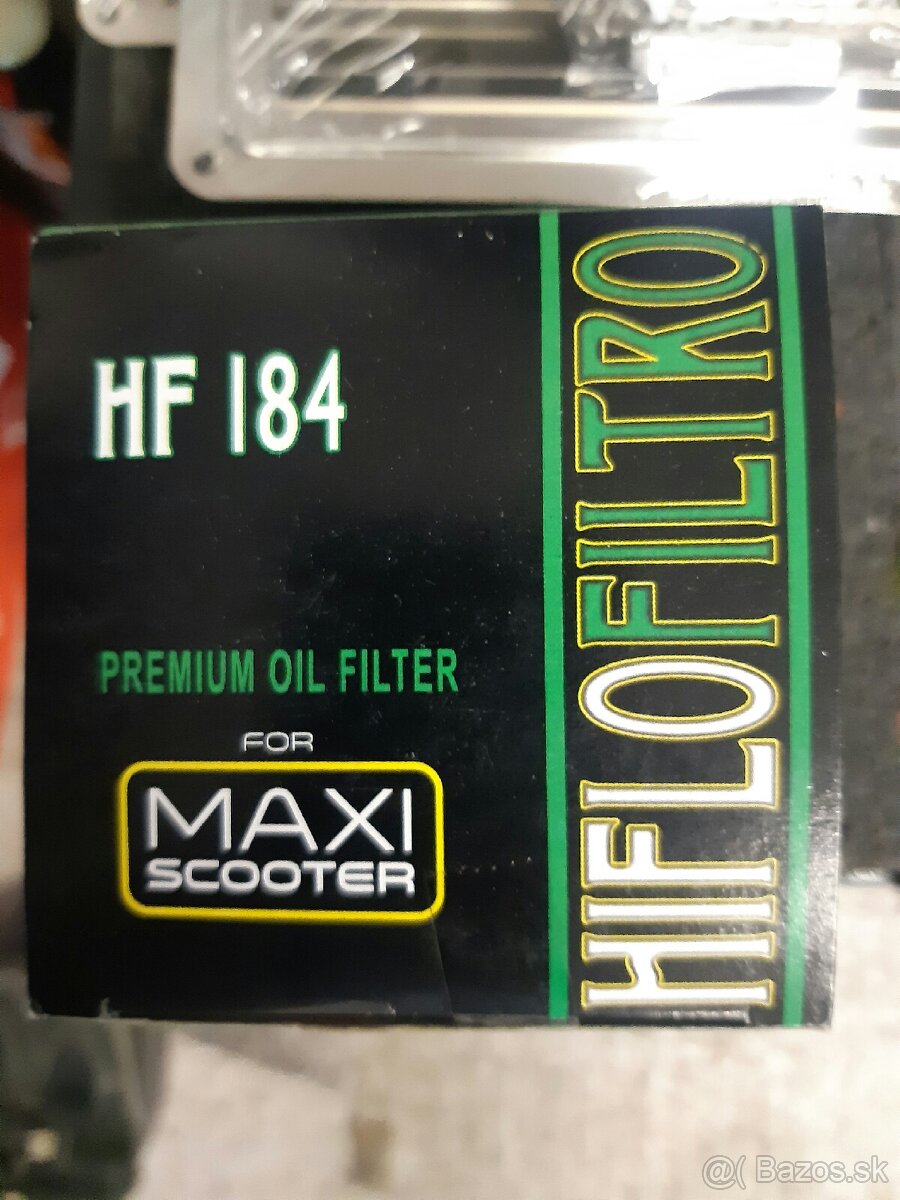 HF 184
PREMIUM OIL FILTER
FOR
MAXI
SCOOTER
HIFLOFILTRO
@( Bazos.sk